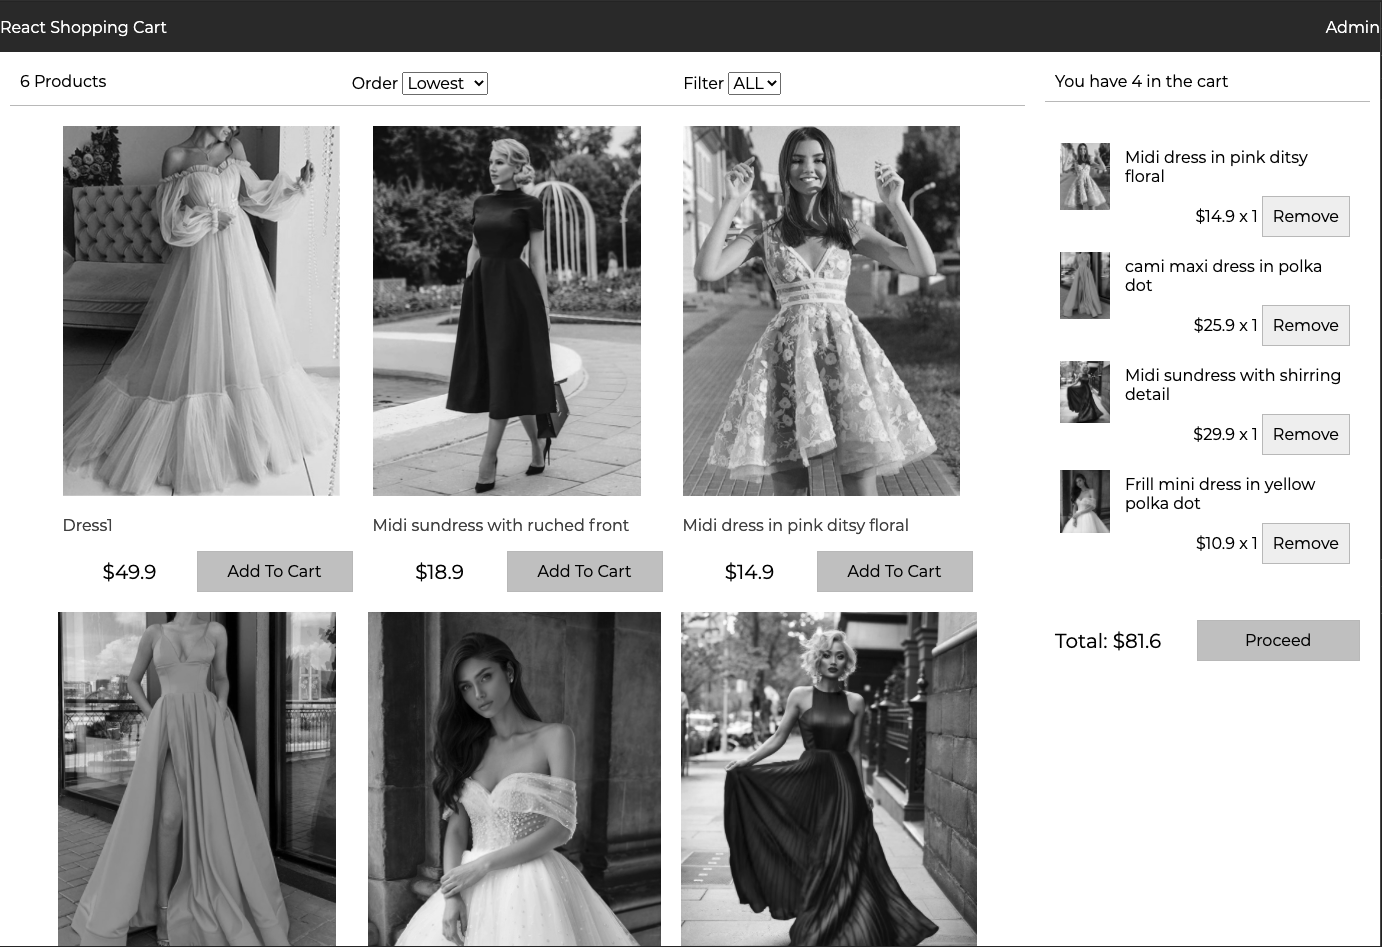 React Shopping Cart
Admin
6 Products
Order Lowest
Filter ALL
Dress1
$49.9
Add To Cart
Midi sundress with ruched front
$18.9
Add To Cart
Midi dress in pink ditsy floral
$14.9
Add To Cart
You have 4 in the cart
Midi dress in pink ditsy
floral
$14.9 x 1 Remove
cami maxi dress in polka
dot
$25.9 x 1 Remove
Midi sundress with shirring
detail
$29.9 x 1 Remove
Frill mini dress in yellow
polka dot
$10.9 x 1 Remove
Total: $81.6
Proceed